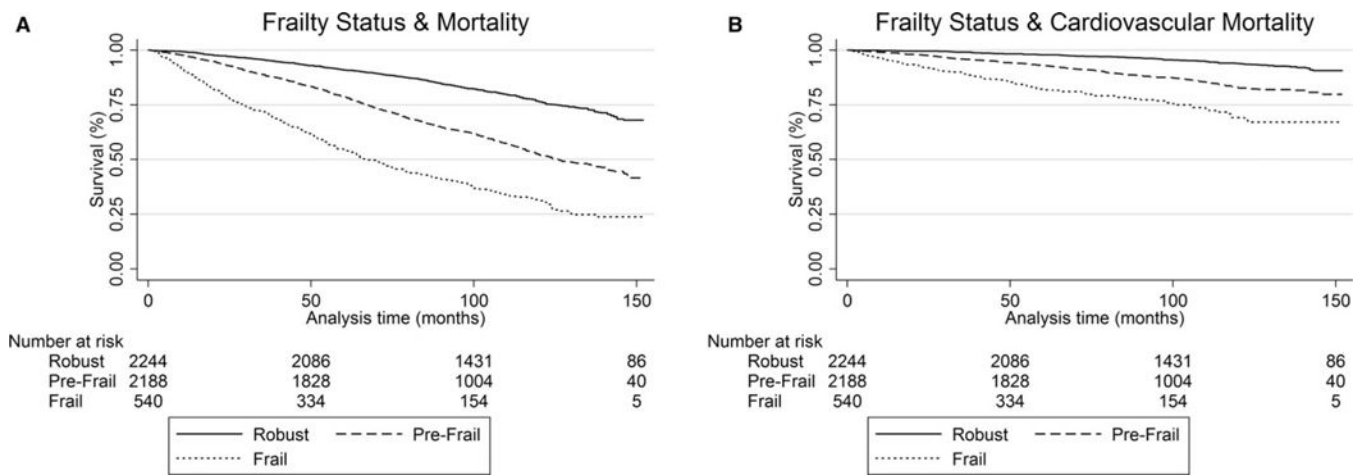 A
Frailty Status & Mortality
Survival (%)
1.00
0.75
0.50
0.25
0.00
0 50 100 150
Analysis time (months)
Number at risk
Robust 2244 2086 1431 86
Pre-Frail 2188 1828 1004 40
Frail 540 334 154 5
Robust Pre-Frail
Frail
B
Frailty Status & Cardiovascular Mortality
Survival (%)
1.00
0.75
0.50
0.25
0.00
0 50 100 150
Analysis time (months)
Number at risk
Robust 2244 2086 1431 86
Pre-Frail 2188 1828 1004 40
Frail 540 334 154 5
Robust Pre-Frail
Frail